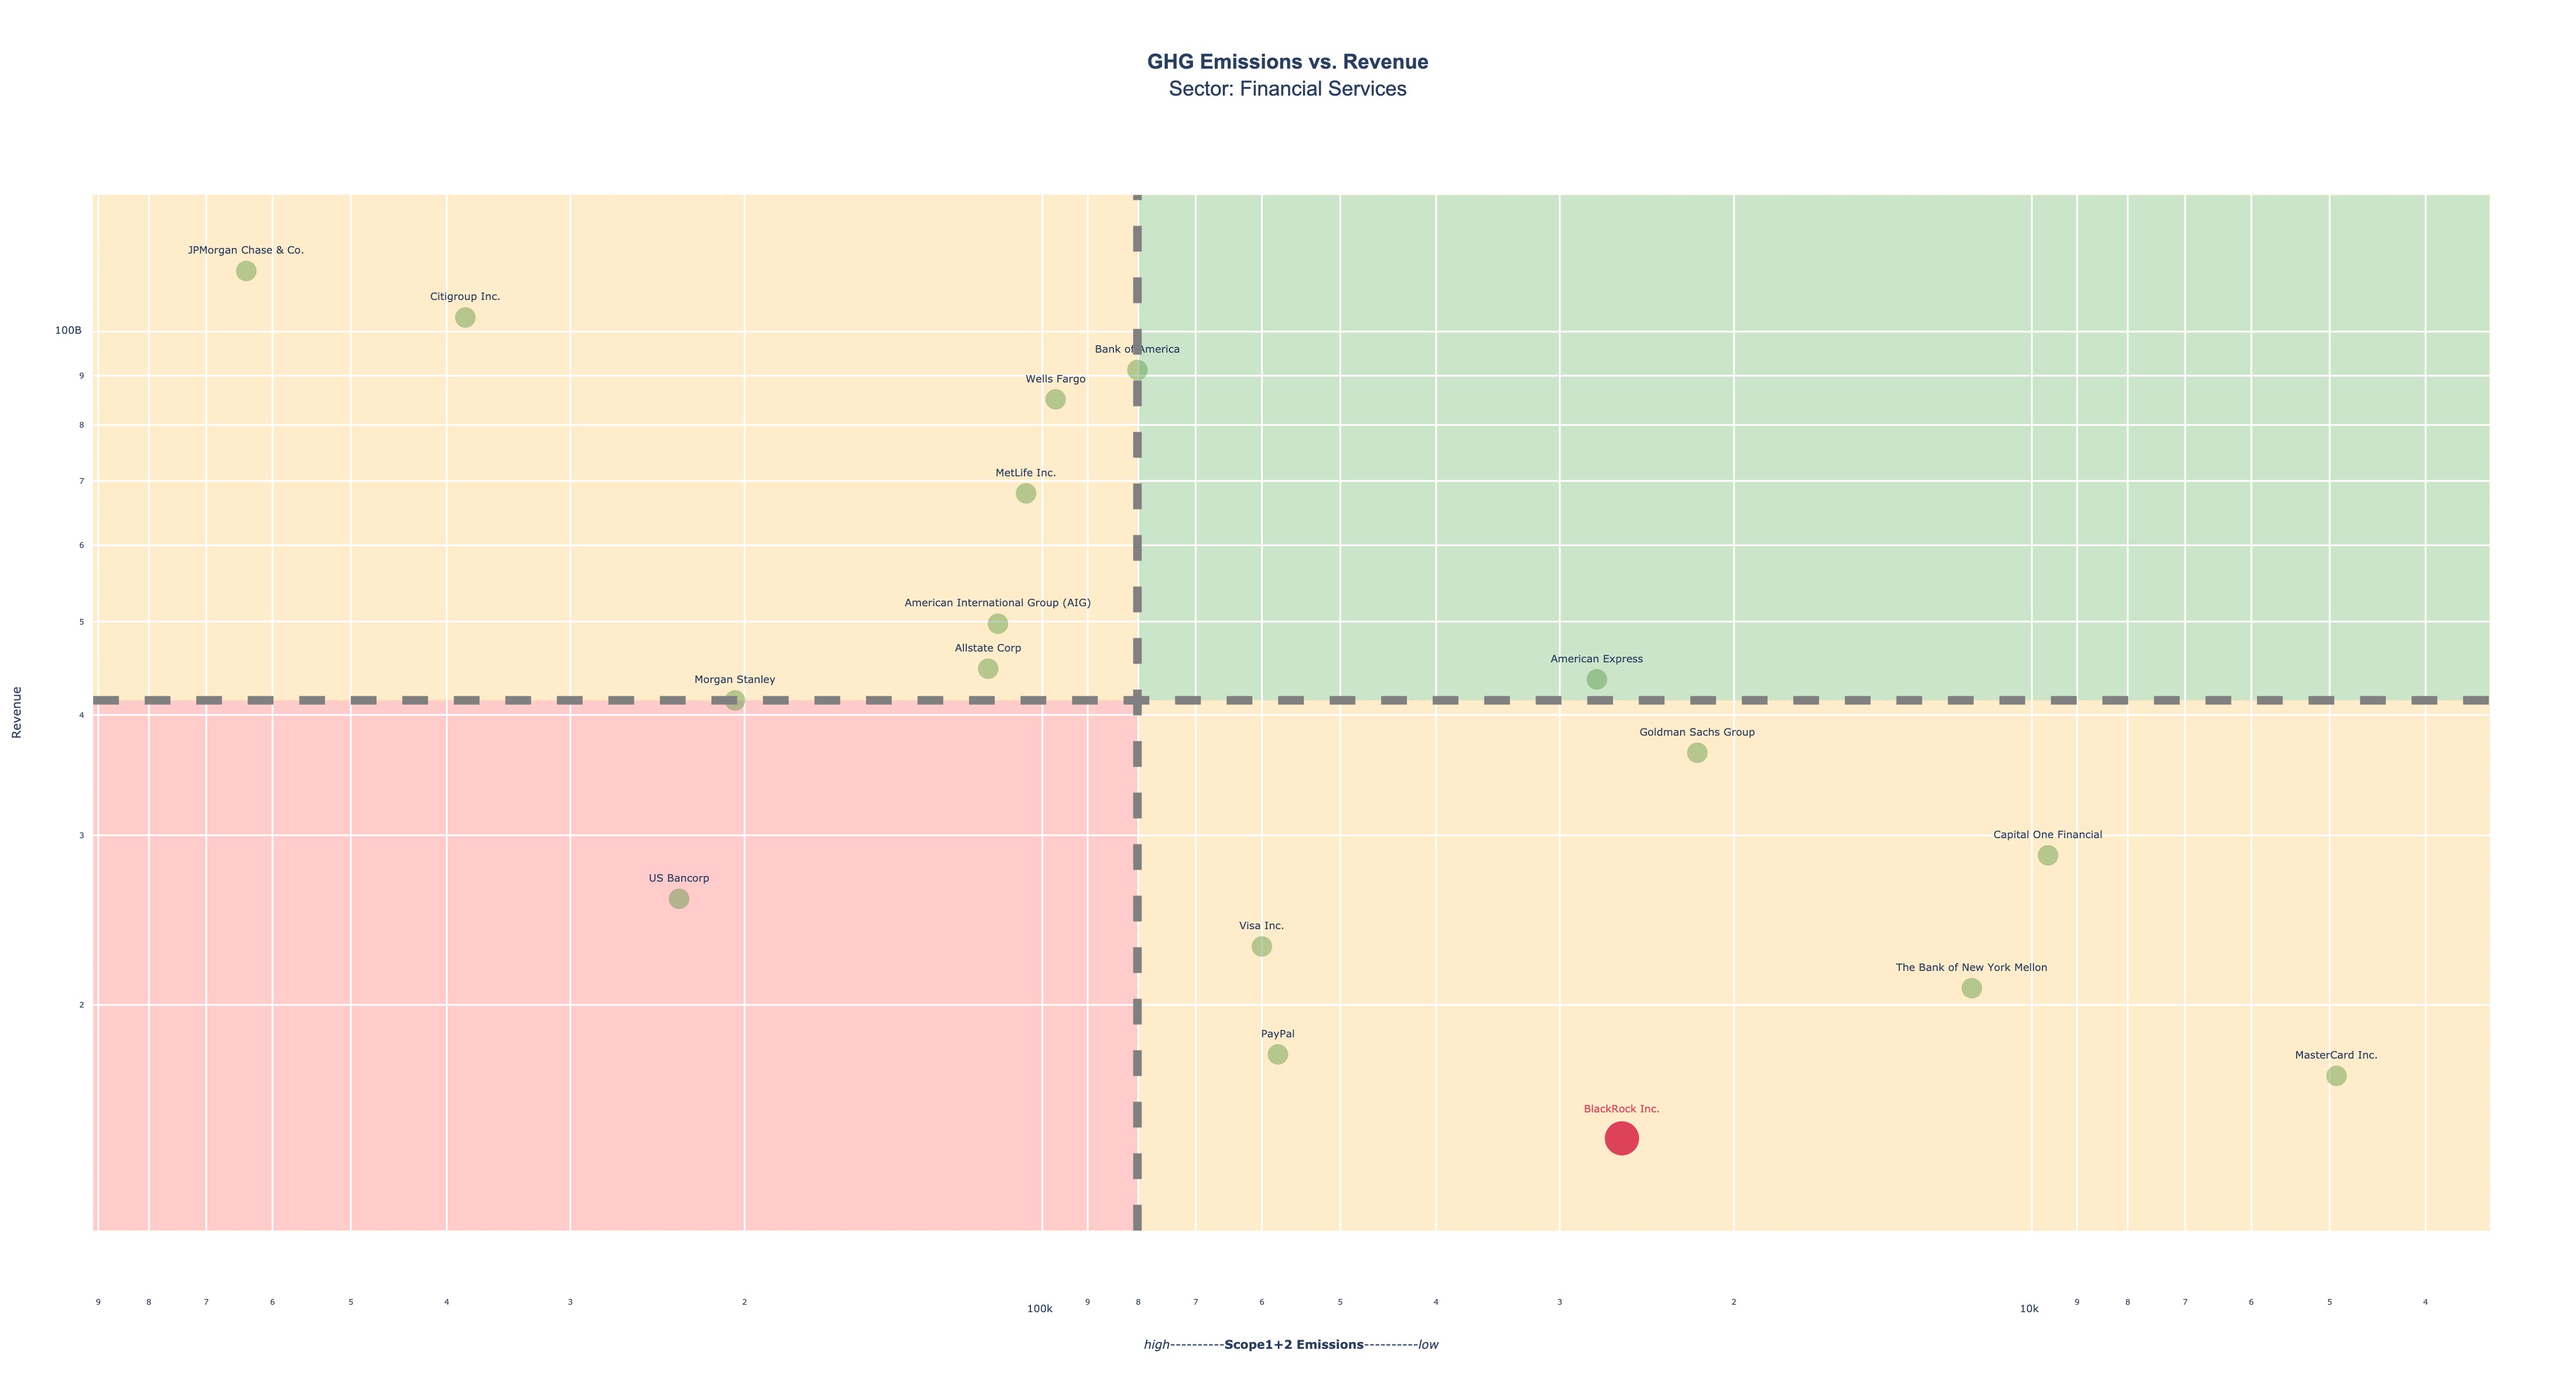 GHG Emissions vs. Revenue
Sector: Financial Services
JPMorgan Chase & Co.
Citigroup Inc.
100B
Bank of America
9
Wells Fargo
8
MetLife Inc.
7
6
American International Group (AIG)
5
Allstate Corp
American Express
Morgan Stanley
Revenue
4
Goldman Sachs Group
3
Capital One Financial
US Bancorp
Visa Inc.
The Bank of New York Mellon
2
PayPal
MasterCard Inc.
BlackRock Inc.
9 8 7 6 5 4 3 2 100k 9 8 7 6 5 4 3 2 10k 9 8 7 6 5 4
high----------Scope1+2 Emissions----------low